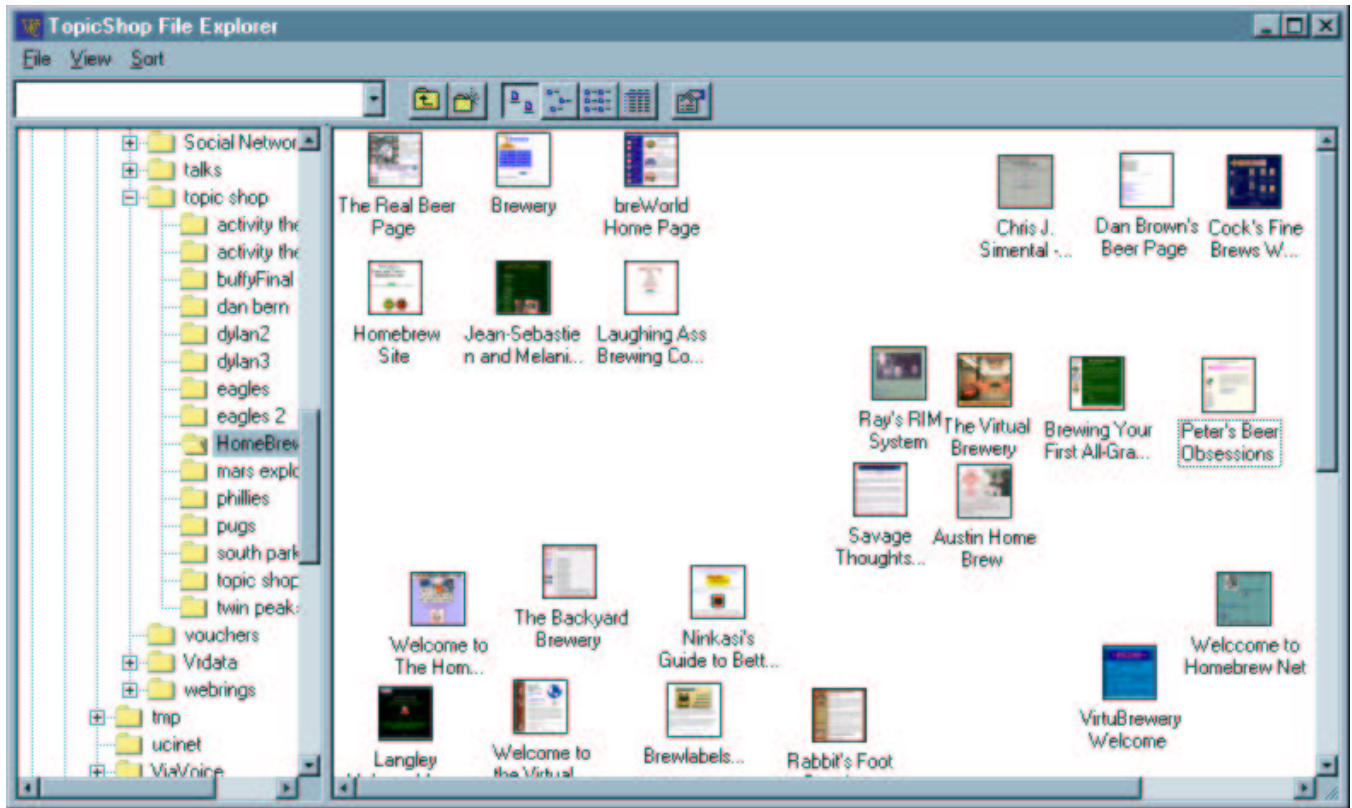 TopicShop File Explorer
File View Sort
Social Networ
talks
topic shop
activity the
activity the
buffyFinal
dan bern
dylan2
dylan3
eagles
eagles 2
HomeBrew
mars explo
phillies
pugs
south park
topic shop
twin peak
vouchers
Vrdata
webrings
tmp
ucinet
ViaVoice
The Real Beer
Page
Brewery
breWorld
Home Page
Chris J.
Simental -...
Dan Brown's
Beer Page
Cock's Fine
Brews W...
Homebrew
Site
Jean-Sebastie
n and Melani...
Laughing Ass
Brewing Co...
Ray's RIM
System
The Virtual
Brewery
Brewing Your
First All-Gra...
Peter's Beer
Obsessions
Savage
Thoughts...
Austin Home
Brew
Welcome to
The Hom...
The Backyard
Brewery
Ninkasi's
Guide to Bett...
Welccome to
Homebrew Net
VirtuBrewery
Welcome
Langley
Welcome to
the Virtual
Brewlabels...
Rabbit's Foot